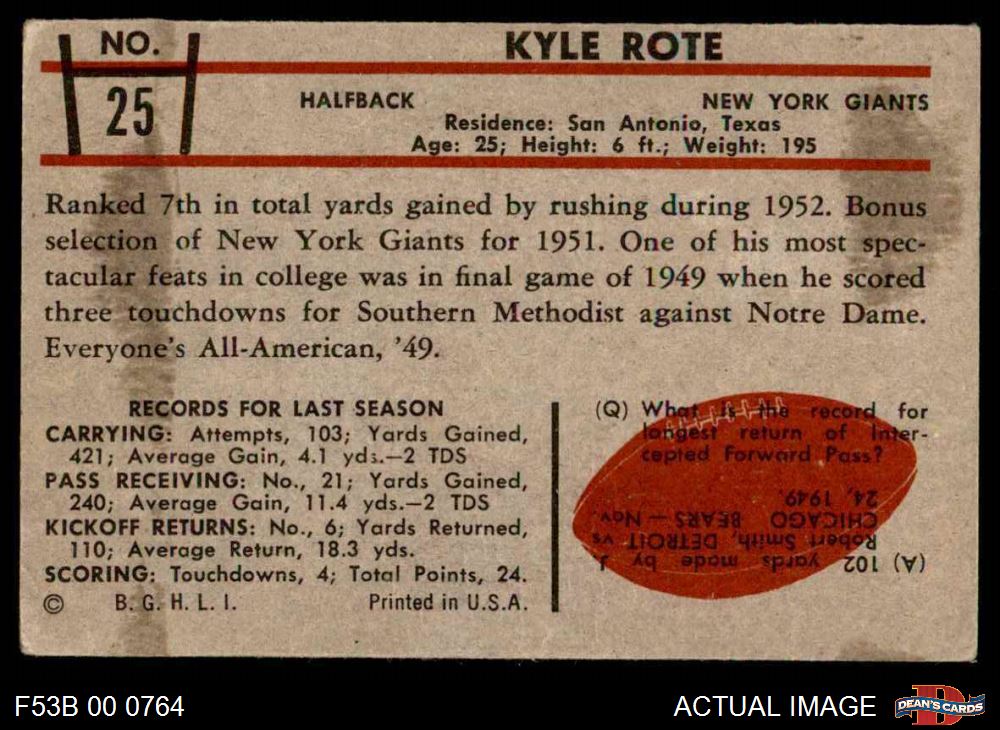 NO.
25
KYLE ROTE
HALFBACK NEW YORK GIANTS
Residence: San Antonio, Texas
Age: 25; Height: 6 ft.; Weight: 195
Ranked 7th in total yards gained by rushing during 1952. Bonus
selection of New York Giants for 1951. One of his most spec-
tacular feats in college was in final game of 1949 when he scored
three touchdowns for Southern Methodist against Notre Dame.
Everyone's All-American, '49.
RECORDS FOR LAST SEASON
CARRYING: Attempts, 103; Yards Gained,
421; Average Gain, 4.1 yds.—2 TDS
PASS RECEIVING: No., 21; Yards Gained,
240; Average Gain, 11.4 yds.—2 TDS
KICKOFF RETURNS: No., 6; Yards Returned,
110; Average Return, 18.3 yds.
SCORING: Touchdowns, 4; Total Points, 24.
© B. G. H. L. I. Printed in U.S.A.
(Q) What is the record for
longest return of Inter-
cepted Forward Pass?
(A) 102 yards made by J.
Robert Smith, DETROIT vs
CHICAGO BEARS — Nov.
24, 1949.
F53B 00 0764
ACTUAL IMAGE
DEAN'S CARDS